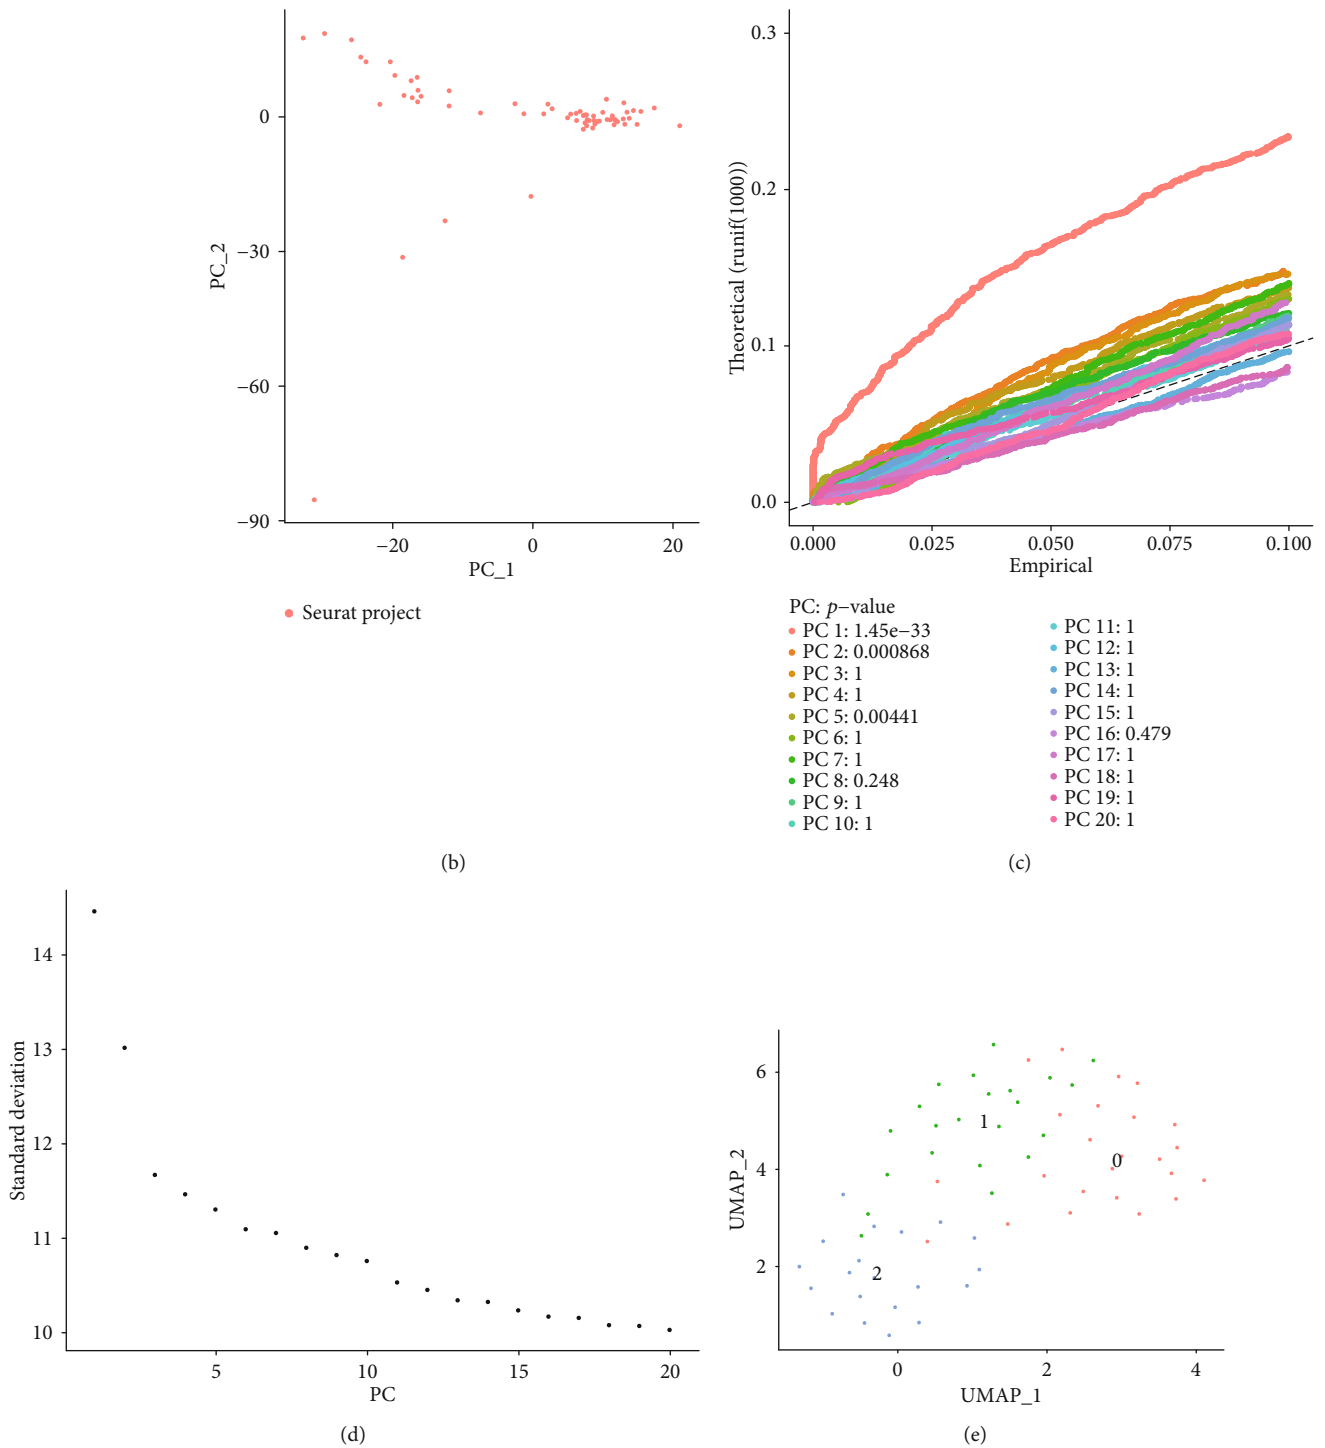 0
−30
−60
−90
PC_2
−20
0
20
PC_1
Seurat project
(b)
0.3
0.2
0.1
0.0
Theoretical (runif(1000))
0.000
0.025
0.050
0.075
0.100
Empirical
PC: p−value
PC 1: 1.45e−33
PC 2: 0.000868
PC 3: 1
PC 4: 1
PC 5: 0.00441
PC 6: 1
PC 7: 1
PC 8: 0.248
PC 9: 1
PC 10: 1
PC 11: 1
PC 12: 1
PC 13: 1
PC 14: 1
PC 15: 1
PC 16: 0.479
PC 17: 1
PC 18: 1
PC 19: 1
PC 20: 1
(c)
14
13
12
11
10
Standard deviation
5
10
15
20
PC
(d)
6
4
2
UMAP_2
1
0
2
0
2
4
UMAP_1
(e)